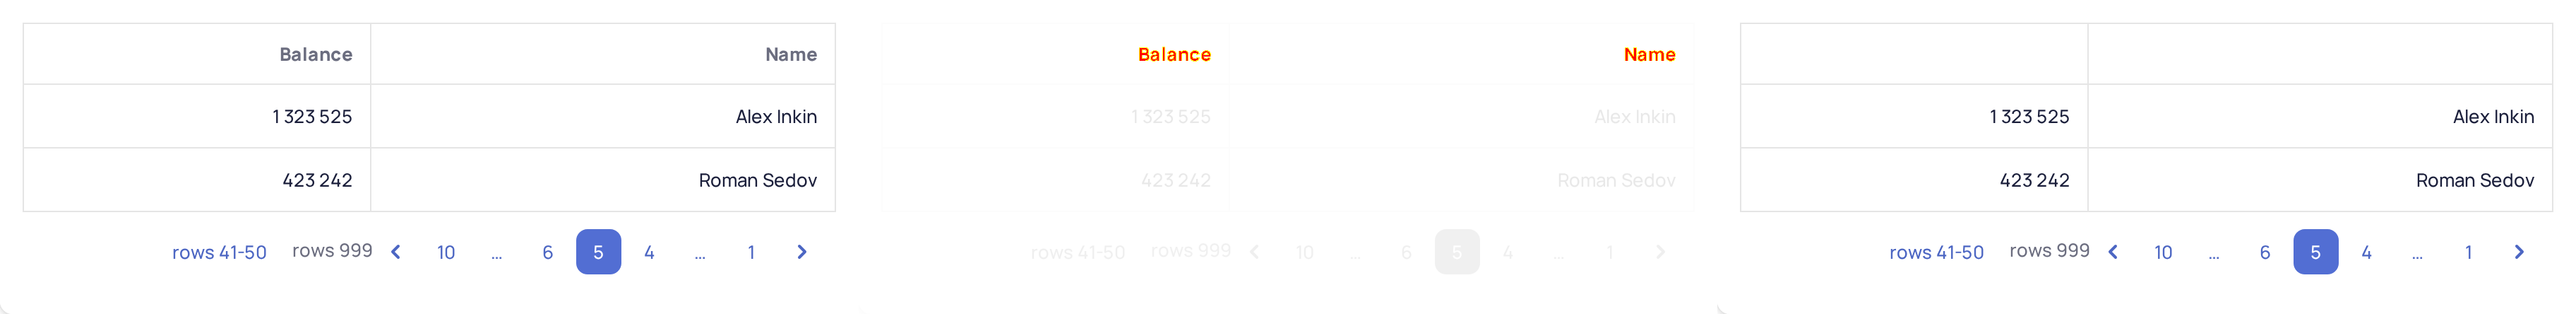 Balance Name
1 323 525 Alex Inkin
423 242 Roman Sedov
rows 41-50 rows 999 10 ... 6 5 4 ... 1
Balance Name
1 323 525 Alex Inkin
423 242 Roman Sedov
rows 41-50 rows 999 10 ... 6 5 4 ... 1
1 323 525 Alex Inkin
423 242 Roman Sedov
rows 41-50 rows 999 10 ... 6 5 4 ... 1